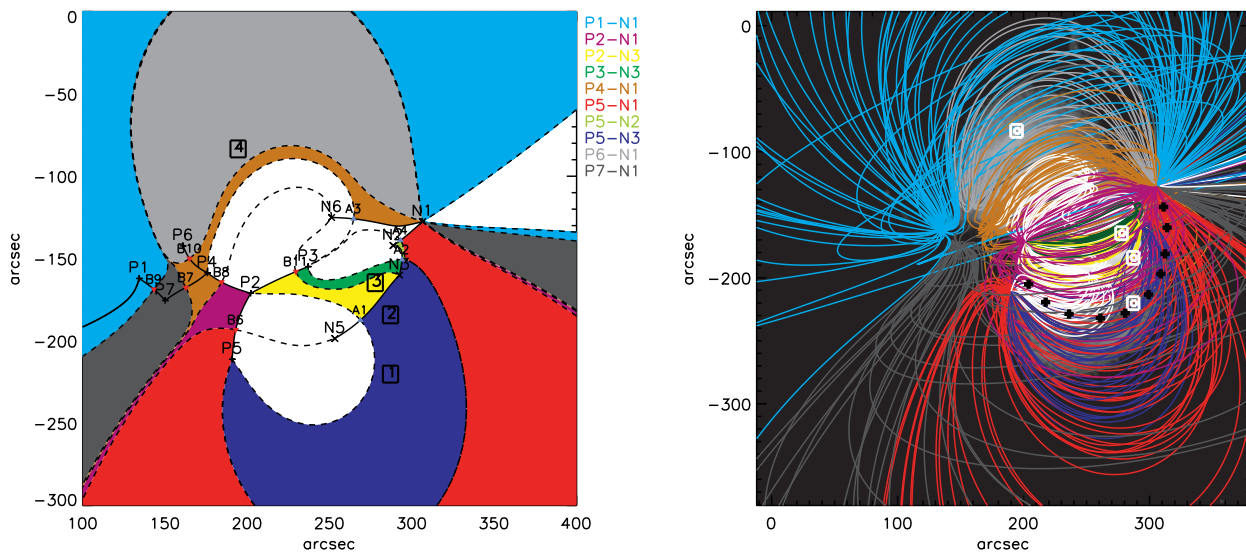 0
−50
−100
−150
−200
−250
−300
arcsec
100
150
200
250
300
350
400
arcsec
4
N6
A3
N1
P6
B10
N2
A4
A2
P3
P4
B11
N3
P1
B9
B7
B8
P7
P2
3
B6
A1
2
N5
P5
1
P1−N1
P2−N1
P2−N3
P3−N3
P4−N1
P5−N1
P5−N2
P5−N3
P6−N1
P7−N1
0
−100
−200
−300
arcsec
0
100
200
300
arcsec